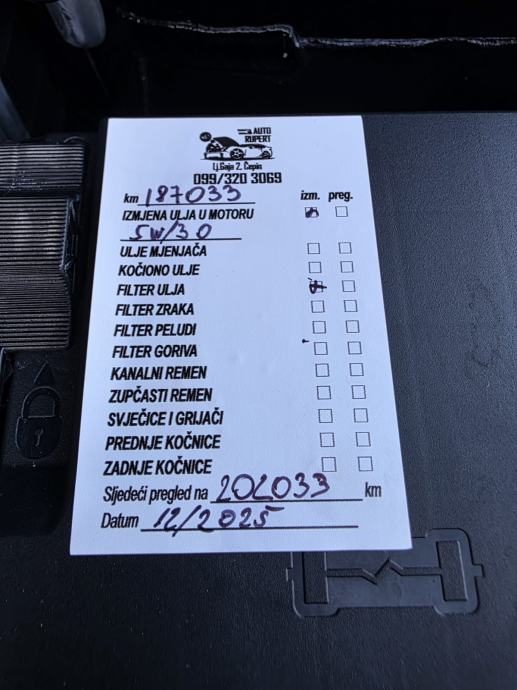 AUTO
RUPERT
Lj.Gaja 2, Čepin
099/320 3069
km 187033 izm. preg.
IZMJENA ULJA U MOTORU
5W/30
ULJE MJENJAČA
KOČIONO ULJE
FILTER ULJA
FILTER ZRAKA
FILTER PELUDI
FILTER GORIVA
KANALNI REMEN
ZUPČASTI REMEN
SVJEČICE I GRIJAČI
PREDNJE KOČNICE
ZADNJE KOČNICE
Sljedeći pregled na 202033 km
Datum 12/2025